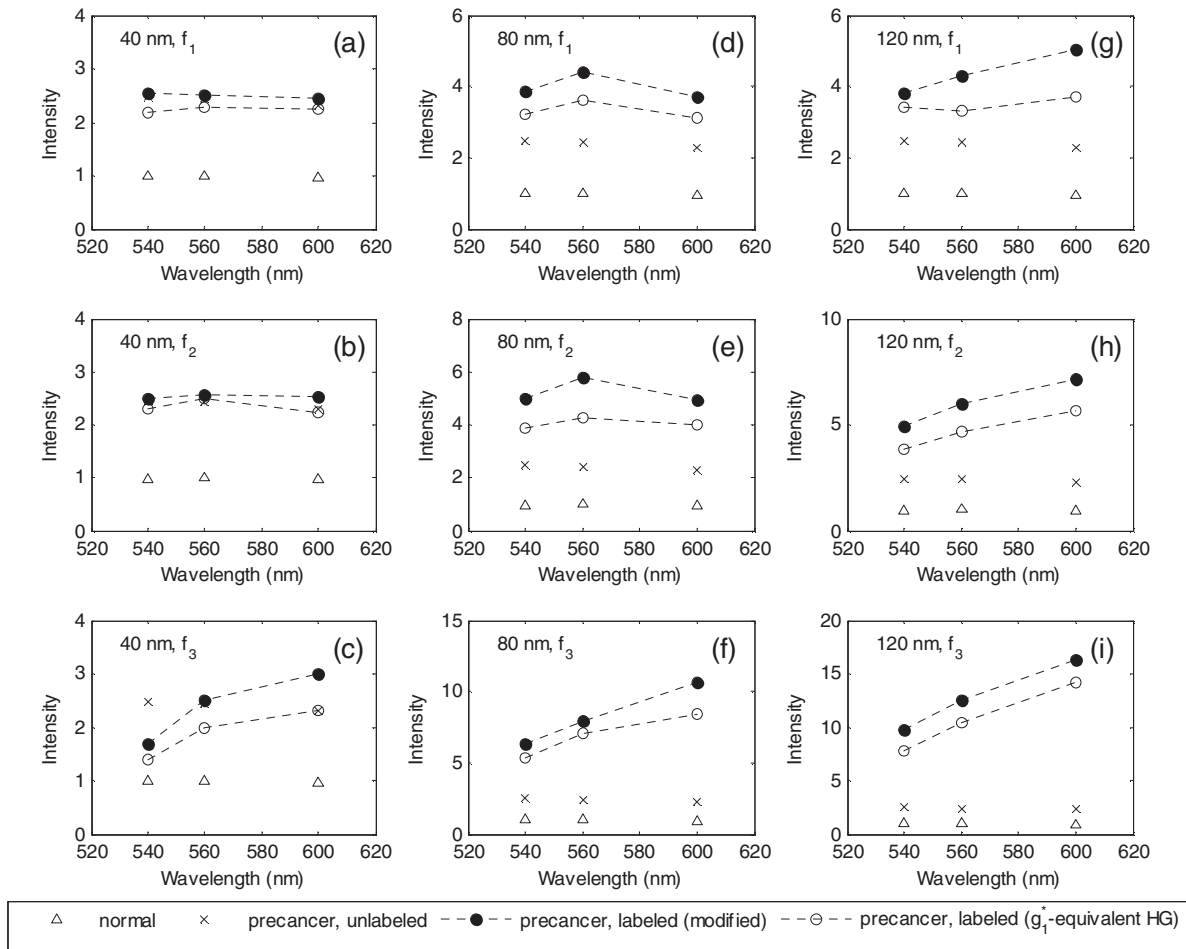 40 nm, f1 (a)
4
3
2
1
0
Intensity
520 540 560 580 600 620
Wavelength (nm)
80 nm, f1 (d)
6
4
2
0
Intensity
520 540 560 580 600 620
Wavelength (nm)
120 nm, f1 (g)
6
4
2
0
Intensity
520 540 560 580 600 620
Wavelength (nm)
40 nm, f2 (b)
4
3
2
1
0
Intensity
520 540 560 580 600 620
Wavelength (nm)
80 nm, f2 (e)
8
6
4
2
0
Intensity
520 540 560 580 600 620
Wavelength (nm)
120 nm, f2 (h)
10
5
0
Intensity
520 540 560 580 600 620
Wavelength (nm)
40 nm, f3 (c)
4
3
2
1
0
Intensity
520 540 560 580 600 620
Wavelength (nm)
80 nm, f3 (f)
15
10
5
0
Intensity
520 540 560 580 600 620
Wavelength (nm)
120 nm, f3 (i)
20
15
10
5
0
Intensity
520 540 560 580 600 620
Wavelength (nm)
normal precancer, unlabeled precancer, labeled (modified) precancer, labeled (g1*-equivalent HG)